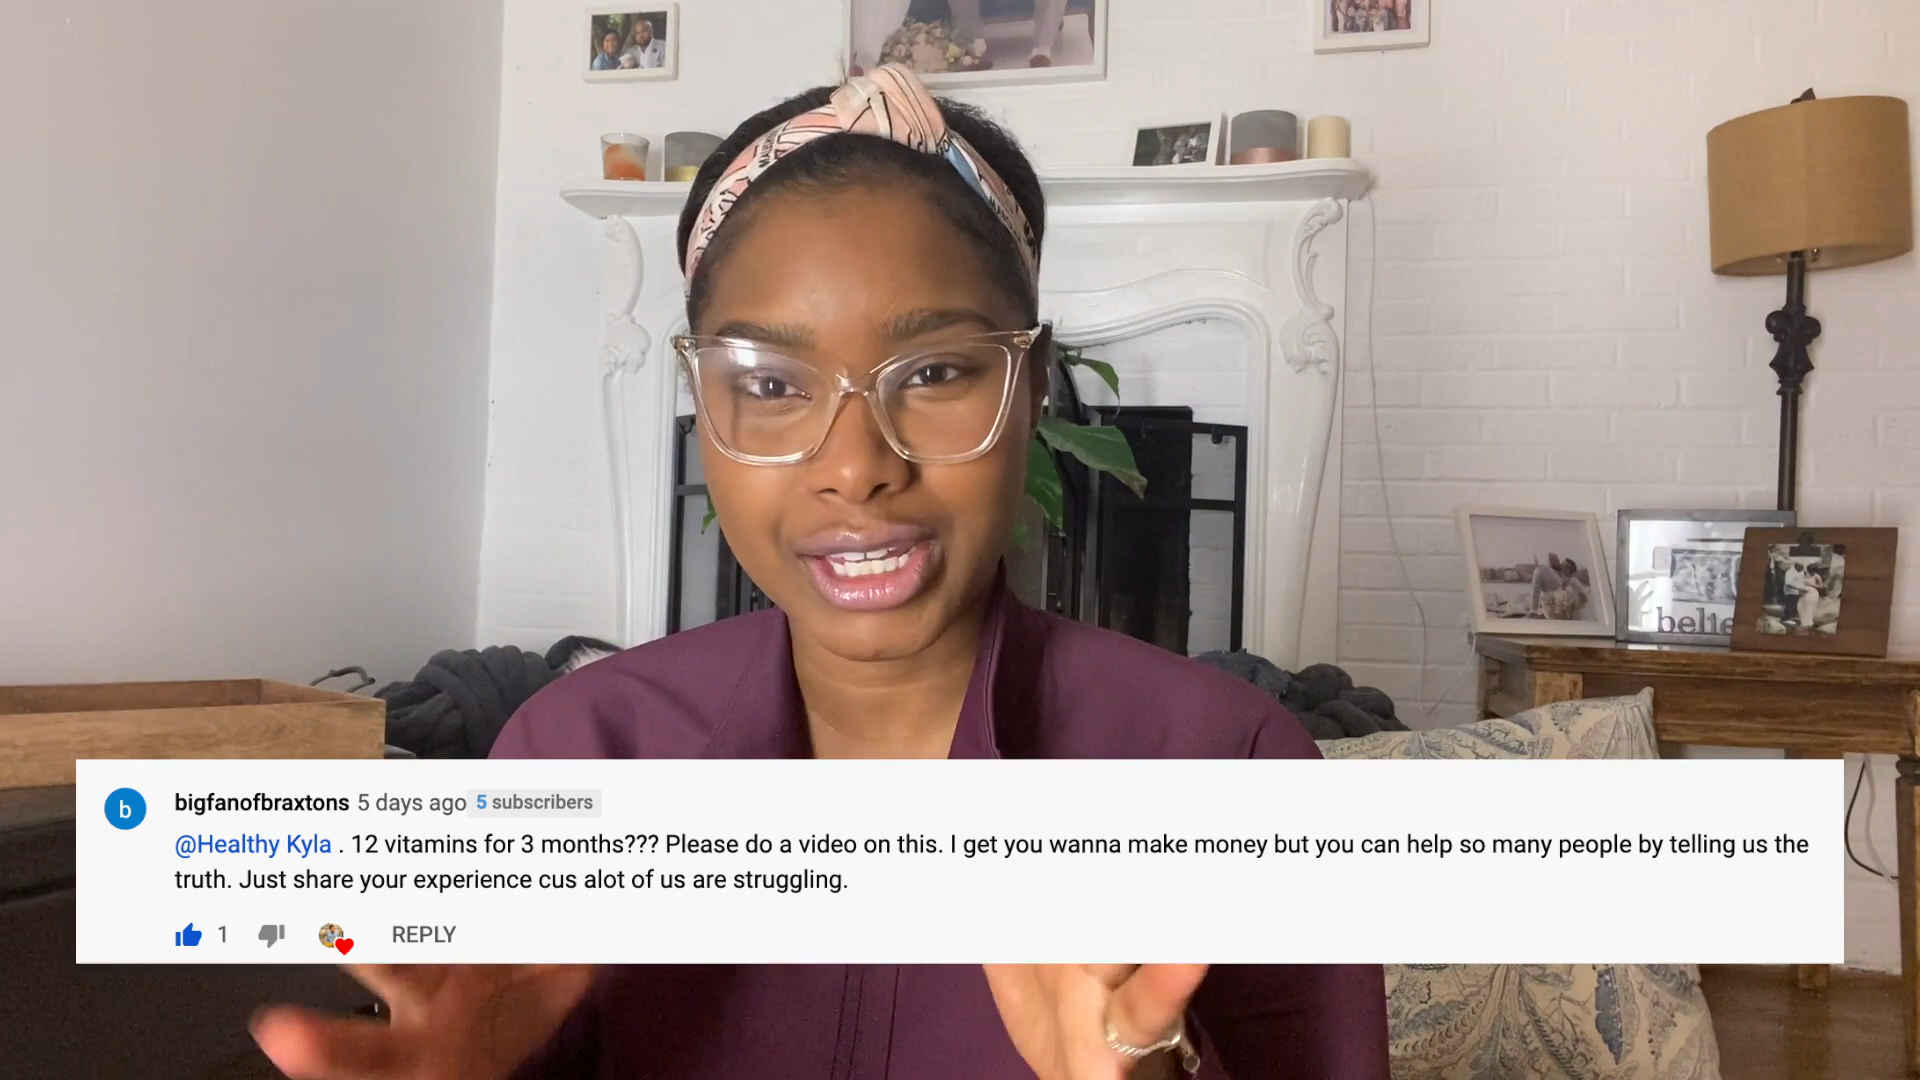 belie
b
bigfanofbraxtons 5 days ago 5 subscribers
@Healthy Kyla . 12 vitamins for 3 months??? Please do a video on this. I get you wanna make money but you can help so many people by telling us the
truth. Just share your experience cus alot of us are struggling.
1 REPLY